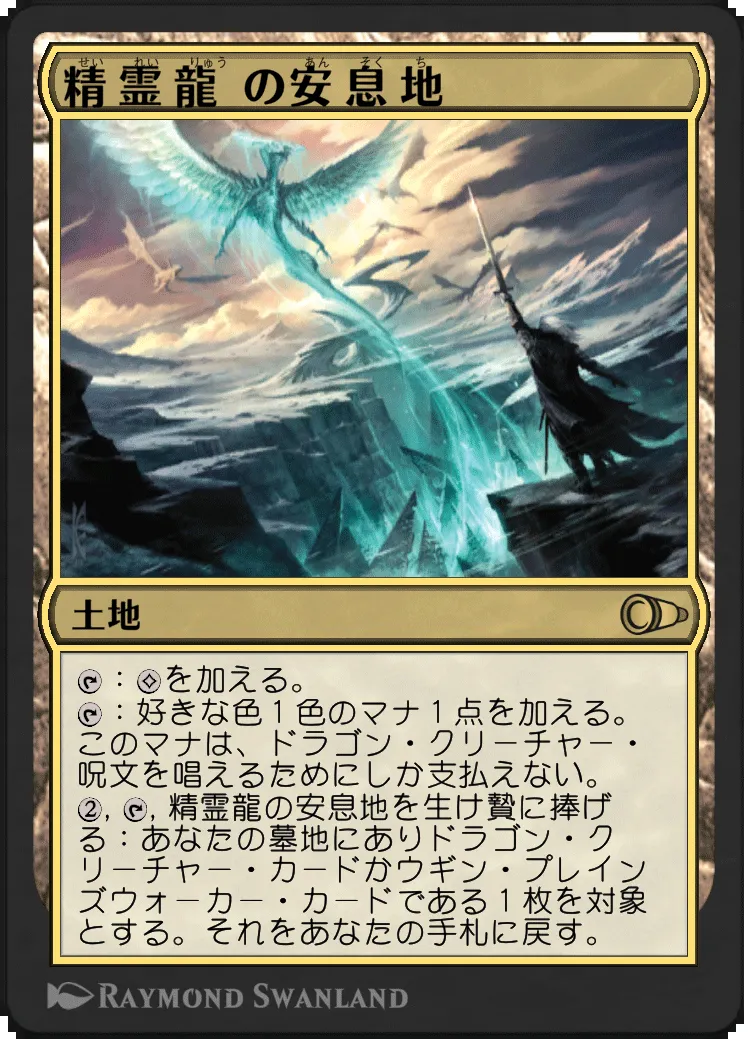 精霊龍の安息地
土地
：◇を加える。
：好きな色１色のマナ１点を加える。
このマナは、ドラゴン・クリーチャー・
呪文を唱えるためにしか支払えない。
②, , 精霊龍の安息地を生け贄に捧げ
る：あなたの墓地にありドラゴン・ク
リーチャー・カードかウギン・プレイン
ズウォーカー・カードである１枚を対象
とする。それをあなたの手札に戻す。
RAYMOND SWANLAND